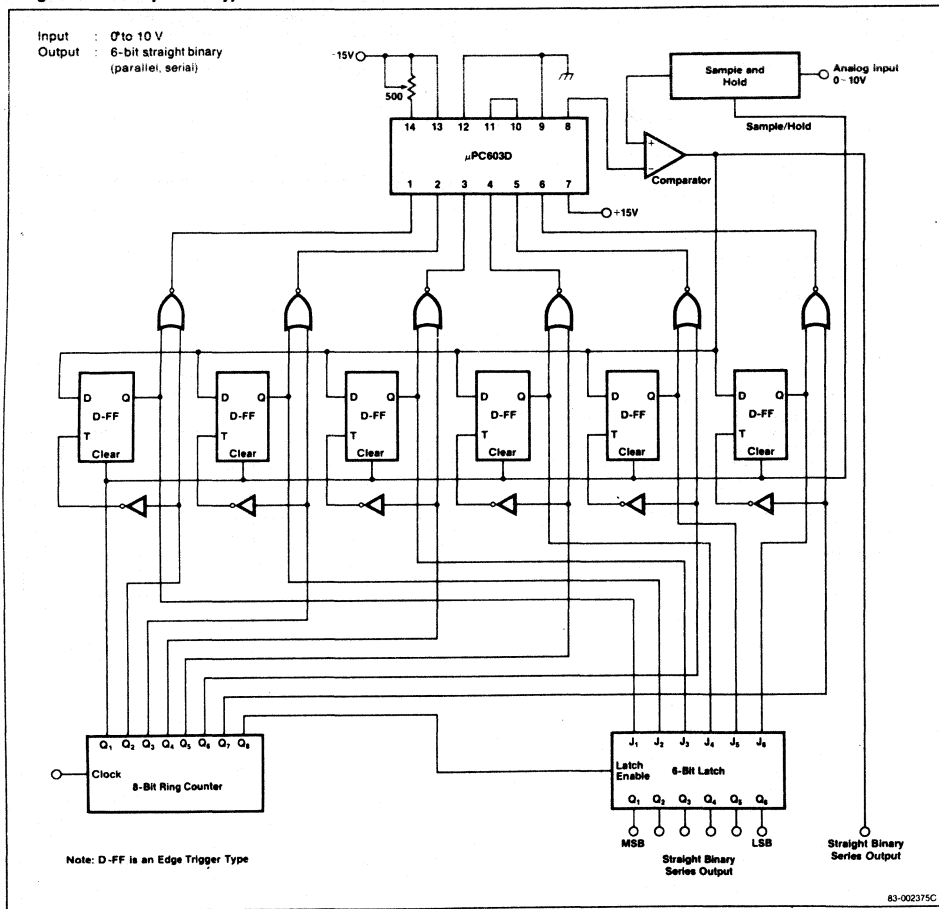 Input : 0 to 10 V
Output : 6-bit straight binary
(parallel, serial)
-15V
500
14 13 12 11 10 9 8
μPC603D
1 2 3 4 5 6 7
+15V
Sample and
Hold
Analog input
0~10V
Sample/Hold
+
-
Comparator
D Q D Q D Q D Q D Q D Q
D-FF D-FF D-FF D-FF D-FF D-FF
T T T T T T
Clear Clear Clear Clear Clear Clear
Q1 Q2 Q3 Q4 Q5 Q6 Q7 Q8
Clock
8-Bit Ring Counter
J1 J2 J3 J4 J5 J6
Latch
Enable
6-Bit Latch
Q1 Q2 Q3 Q4 Q5 Q6
MSB LSB
Straight Binary
Series Output
Straight Binary
Series Output
Note: D-FF is an Edge Trigger Type
83-002375C